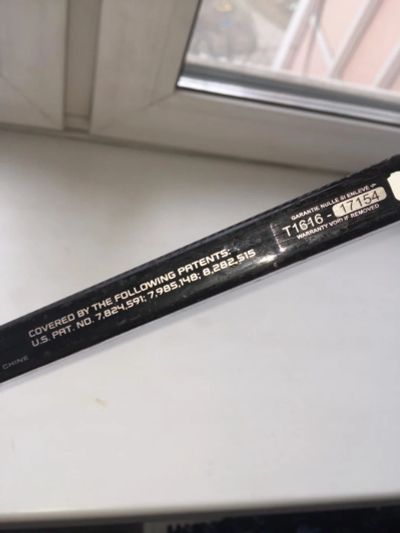 COVERED BY THE FOLLOWING PATENTS:
U.S. PAT. NO. 7,824,591; 7,985,148; 8,282,515
CHINE
GARANTIE NULLE SI ENLEVÉ
T1616 - 17154
WARRANTY VOID IF REMOVED